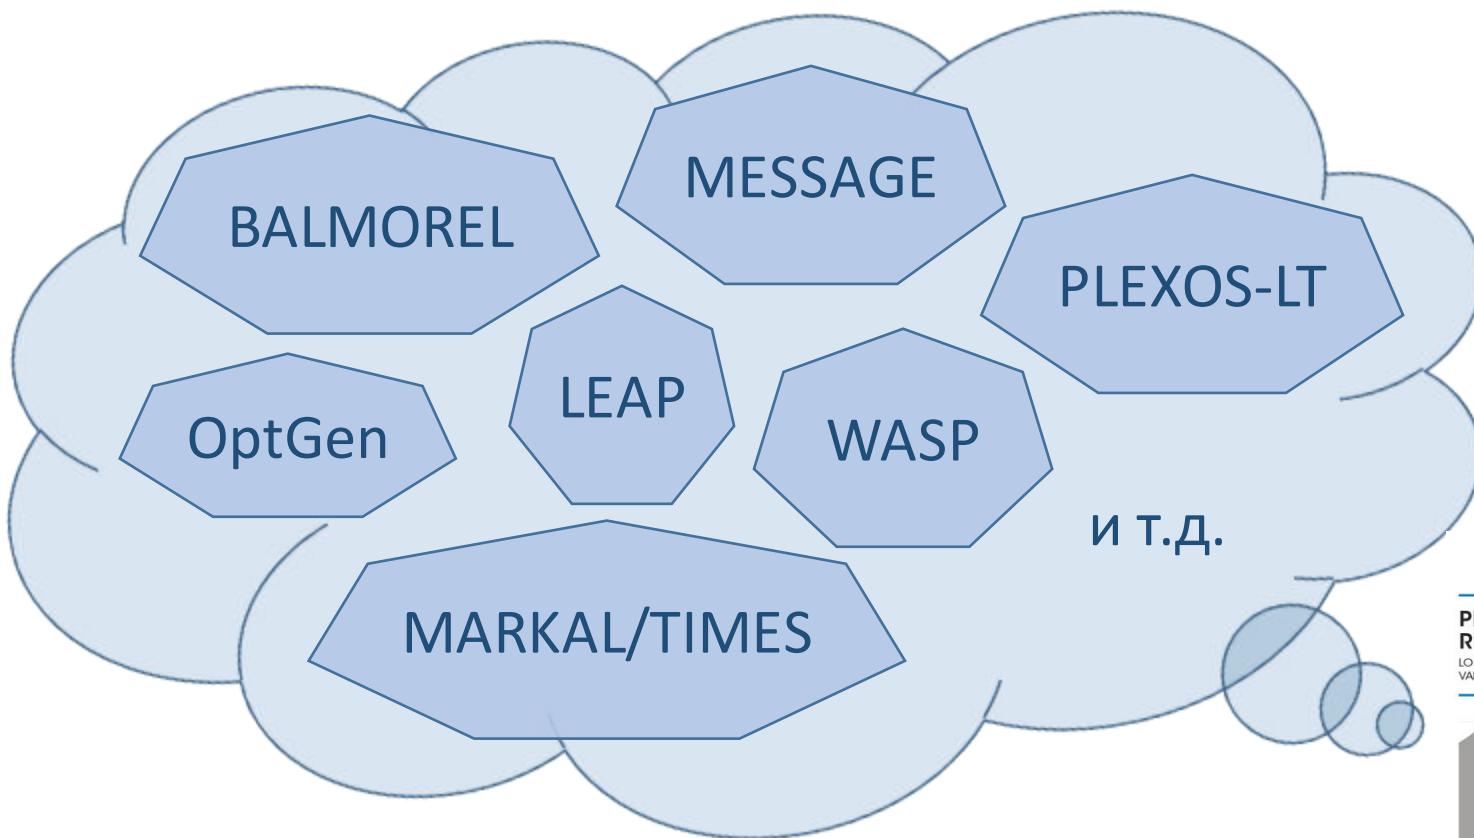 MESSAGE
BALMOREL
PLEXOS-LT
LEAP
OptGen
WASP
и т.д.
MARKAL/TIMES